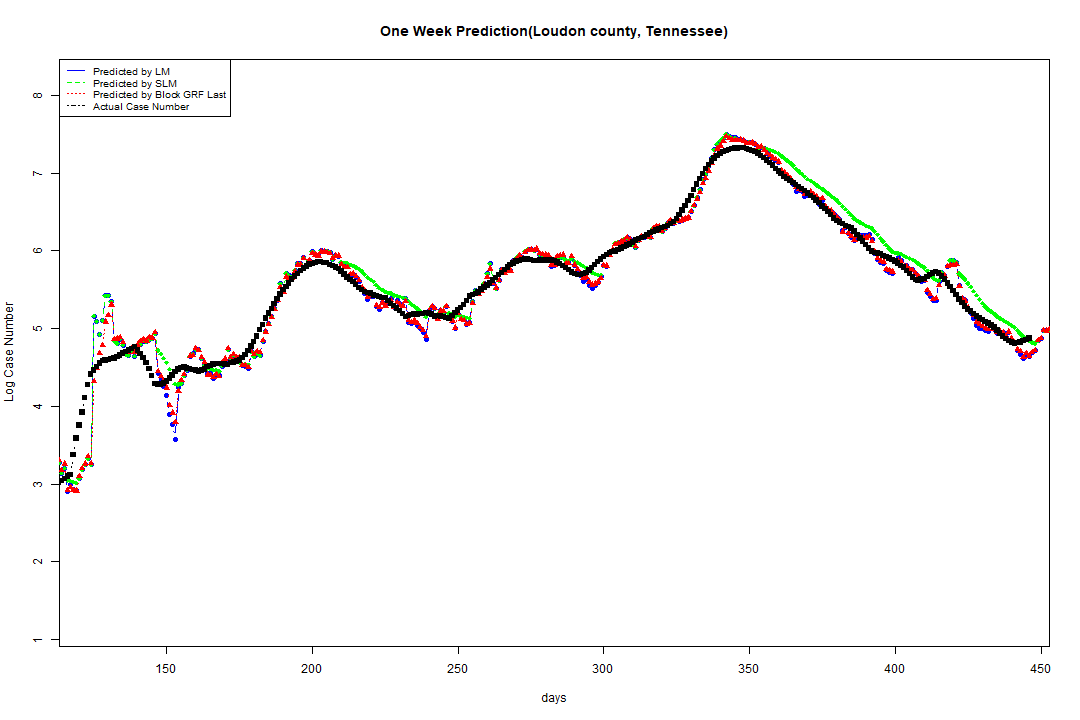 One Week Prediction(Loudon county, Tennessee)
Predicted by LM
Predicted by SLM
Predicted by Block GRF Last
Actual Case Number
8
7
6
5
4
3
2
1
Log Case Number
150 200 250 300 350 400 450
days